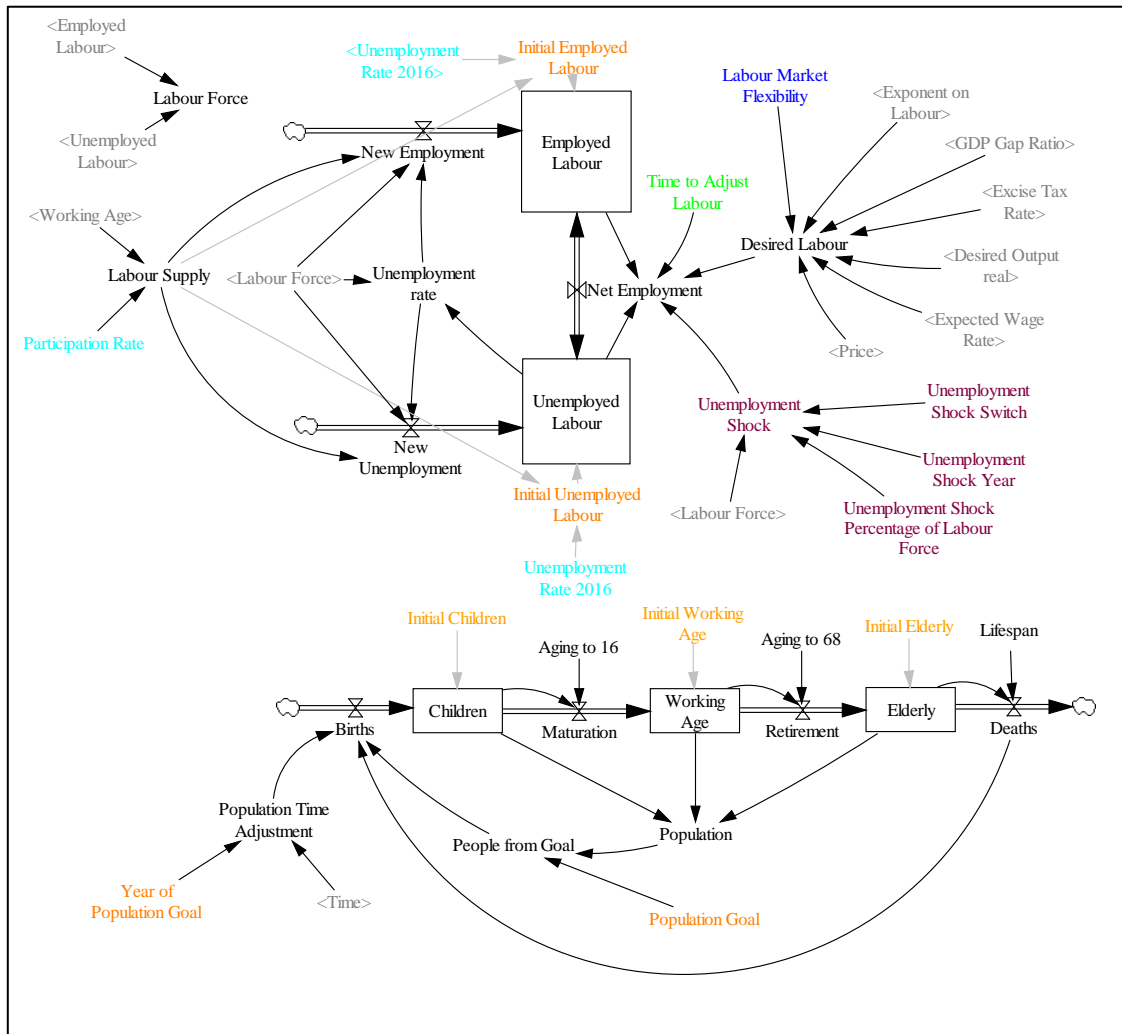 <Employed
Labour>
Labour Force
<Unemployed
Labour>
<Working Age>
Labour Supply
Participation Rate
<Unemployment
Rate 2016>
Initial Employed
Labour
New Employment
Employed
Labour
<Labour Force>
Unemployment
rate
Time to Adjust
Labour
Net Employment
Labour Market
Flexibility
<Exponent on
Labour>
<GDP Gap Ratio>
<Excise Tax
Rate>
Desired Labour
<Desired Output
real>
<Expected Wage
Rate>
<Price>
Unemployed
Labour
New
Unemployment
Initial Unemployed
Labour
Unemployment
Rate 2016
Unemployment
Shock
Unemployment
Shock Switch
Unemployment
Shock Year
Unemployment Shock
Percentage of Labour
Force
<Labour Force>
Initial Children
Aging to 16
Initial Working
Age
Aging to 68
Initial Elderly
Lifespan
Births
Children
Maturation
Working
Age
Retirement
Elderly
Deaths
Population Time
Adjustment
People from Goal
Population
Year of
Population Goal
<Time>
Population Goal